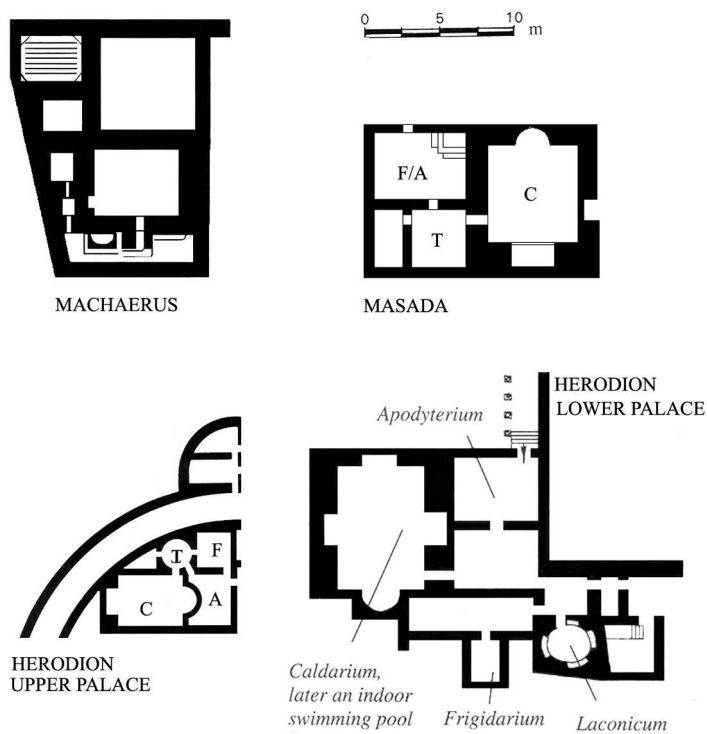 0 10
m
F/A
C
T
MACHAERUS
MASADA
HERODION
LOWER PALACE
Apodyterium
T
F
C
A
HERODION
UPPER PALACE
Caldarium,
later an indoor
swimming pool
Frigidarium
Laconicum